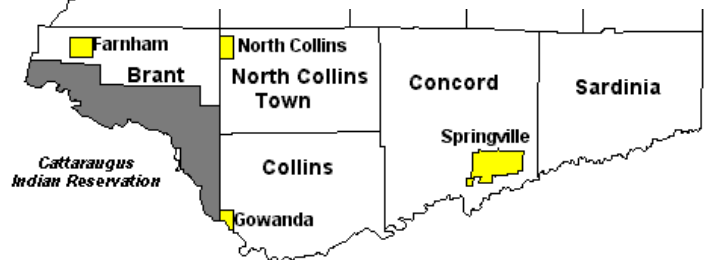 Farnham
North Collins
Brant
North Collins
Town
Concord
Sardinia
Springville
Cattaraugus
Indian Reservation
Collins
Gowanda